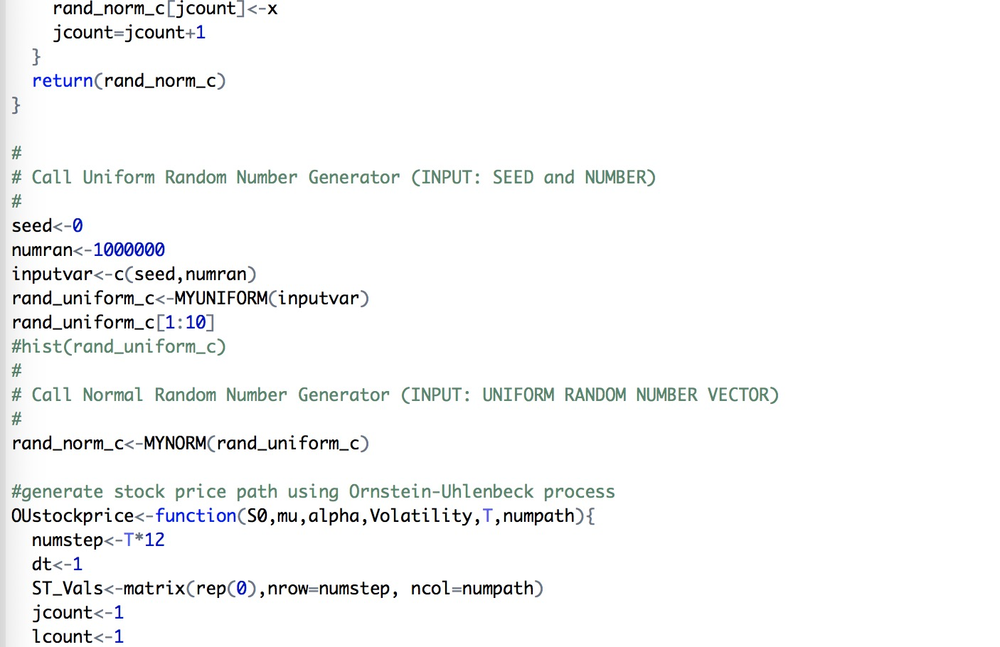 rand_norm_c[jcount]<-x
jcount=jcount+1
}
return(rand_norm_c)
}
#
# Call Uniform Random Number Generator (INPUT: SEED and NUMBER)
#
seed<-0
numran<-1000000
inputvar<-c(seed,numran)
rand_uniform_c<-MYUNIFORM(inputvar)
rand_uniform_c[1:10]
#hist(rand_uniform_c)
#
# Call Normal Random Number Generator (INPUT: UNIFORM RANDOM NUMBER VECTOR)
#
rand_norm_c<-MYNORM(rand_uniform_c)
#generate stock price path using Ornstein-Uhlenbeck process
OUstockprice<-function(S0,mu,alpha,Volatility,T,numpath){
numstep<-T*12
dt<-1
ST_Vals<-matrix(rep(0),nrow=numstep, ncol=numpath)
jcount<-1
lcount<-1